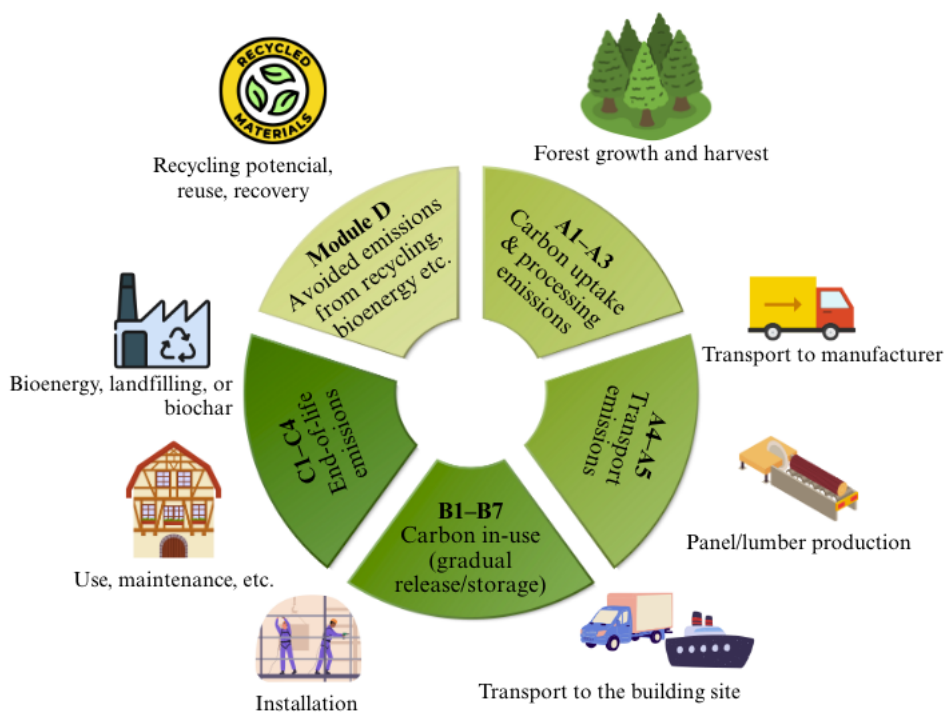 RECYCLED
MATERIALS
Recycling potencial,
reuse, recovery
Forest growth and harvest
Module D
Avoided emissions
from recycling,
bioenergy etc.
A1–A3
Carbon uptake
& processing
emissions
Transport to manufacturer
Bioenergy, landfilling, or
biochar
C1–C4
End-of-life
emissions
A4–A5
Transport
emissions
B1–B7
Carbon in-use
(gradual
release/storage)
Panel/lumber production
Use, maintenance, etc.
Transport to the building site
Installation